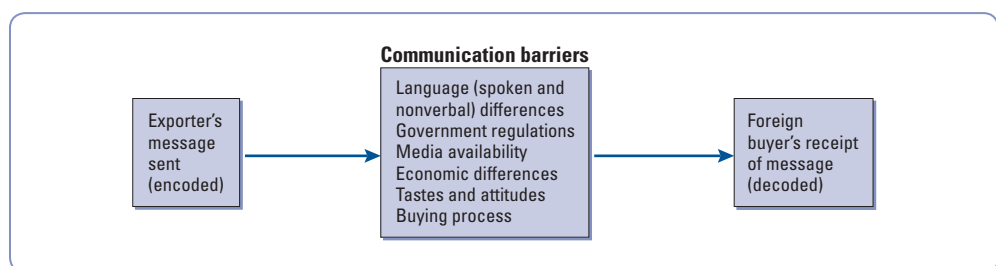 Communication barriers
Exporter's
message
sent
(encoded)
Language (spoken and
nonverbal) differences
Government regulations
Media availability
Economic differences
Tastes and attitudes
Buying process
Foreign
buyer's receipt
of message
(decoded)